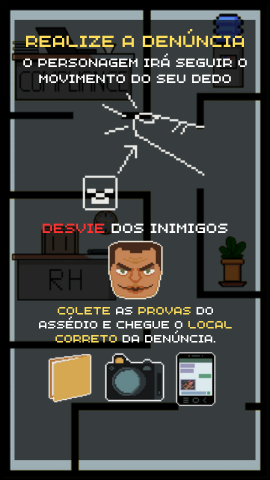 REALIZE A DENÚNCIA
O PERSONAGEM IRÁ SEGUIR O
MOVIMENTO DO SEU DEDO
COMPLIANCE
DESVIE DOS INIMIGOS
RH
COLETE AS PROVAS DO
ASSÉDIO E CHEGUE O LOCAL
CORRETO DA DENÚNCIA.